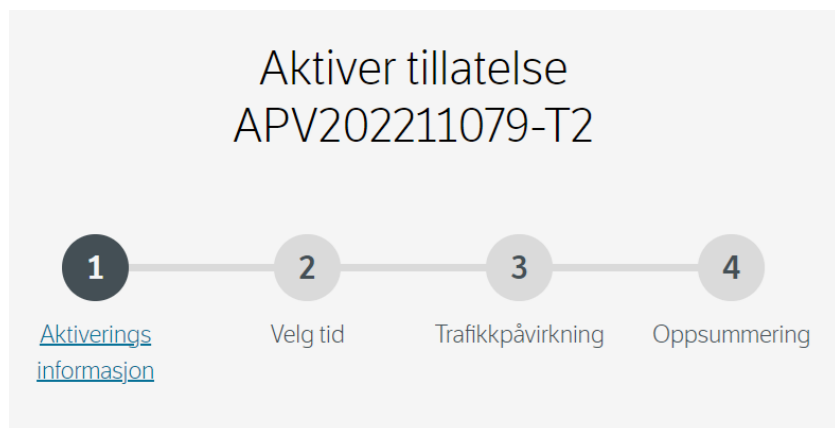 Aktiver tillatelse
APV202211079-T2
1 2 3 4
Aktiverings Velg tid Trafikkpåvirkning Oppsummering
informasjon